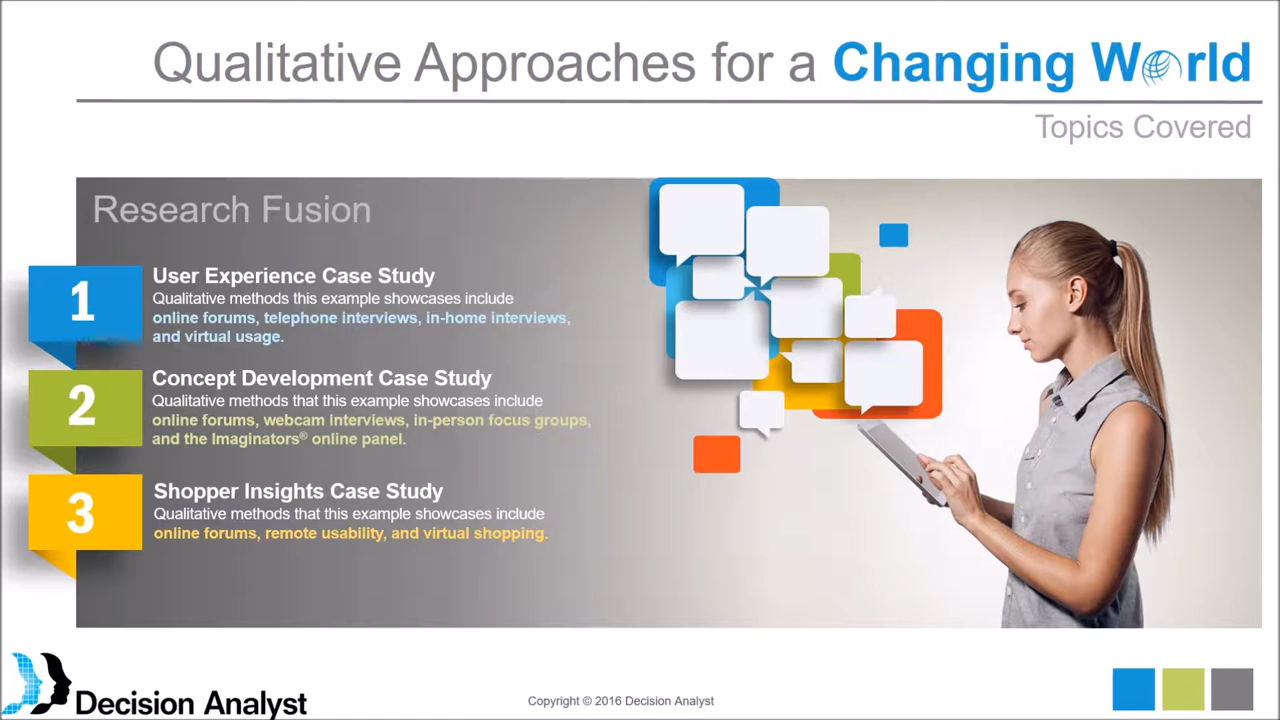 Qualitative Approaches for a Changing World
Topics Covered
Research Fusion
1
User Experience Case Study
Qualitative methods this example showcases include
online forums, telephone interviews, in-home interviews,
and virtual usage.
2
Concept Development Case Study
Qualitative methods that this example showcases include
online forums, webcam interviews, in-person focus groups,
and the Imaginators® online panel.
3
Shopper Insights Case Study
Qualitative methods that this example showcases include
online forums, remote usability, and virtual shopping.
Decision Analyst
Copyright © 2016 Decision Analyst